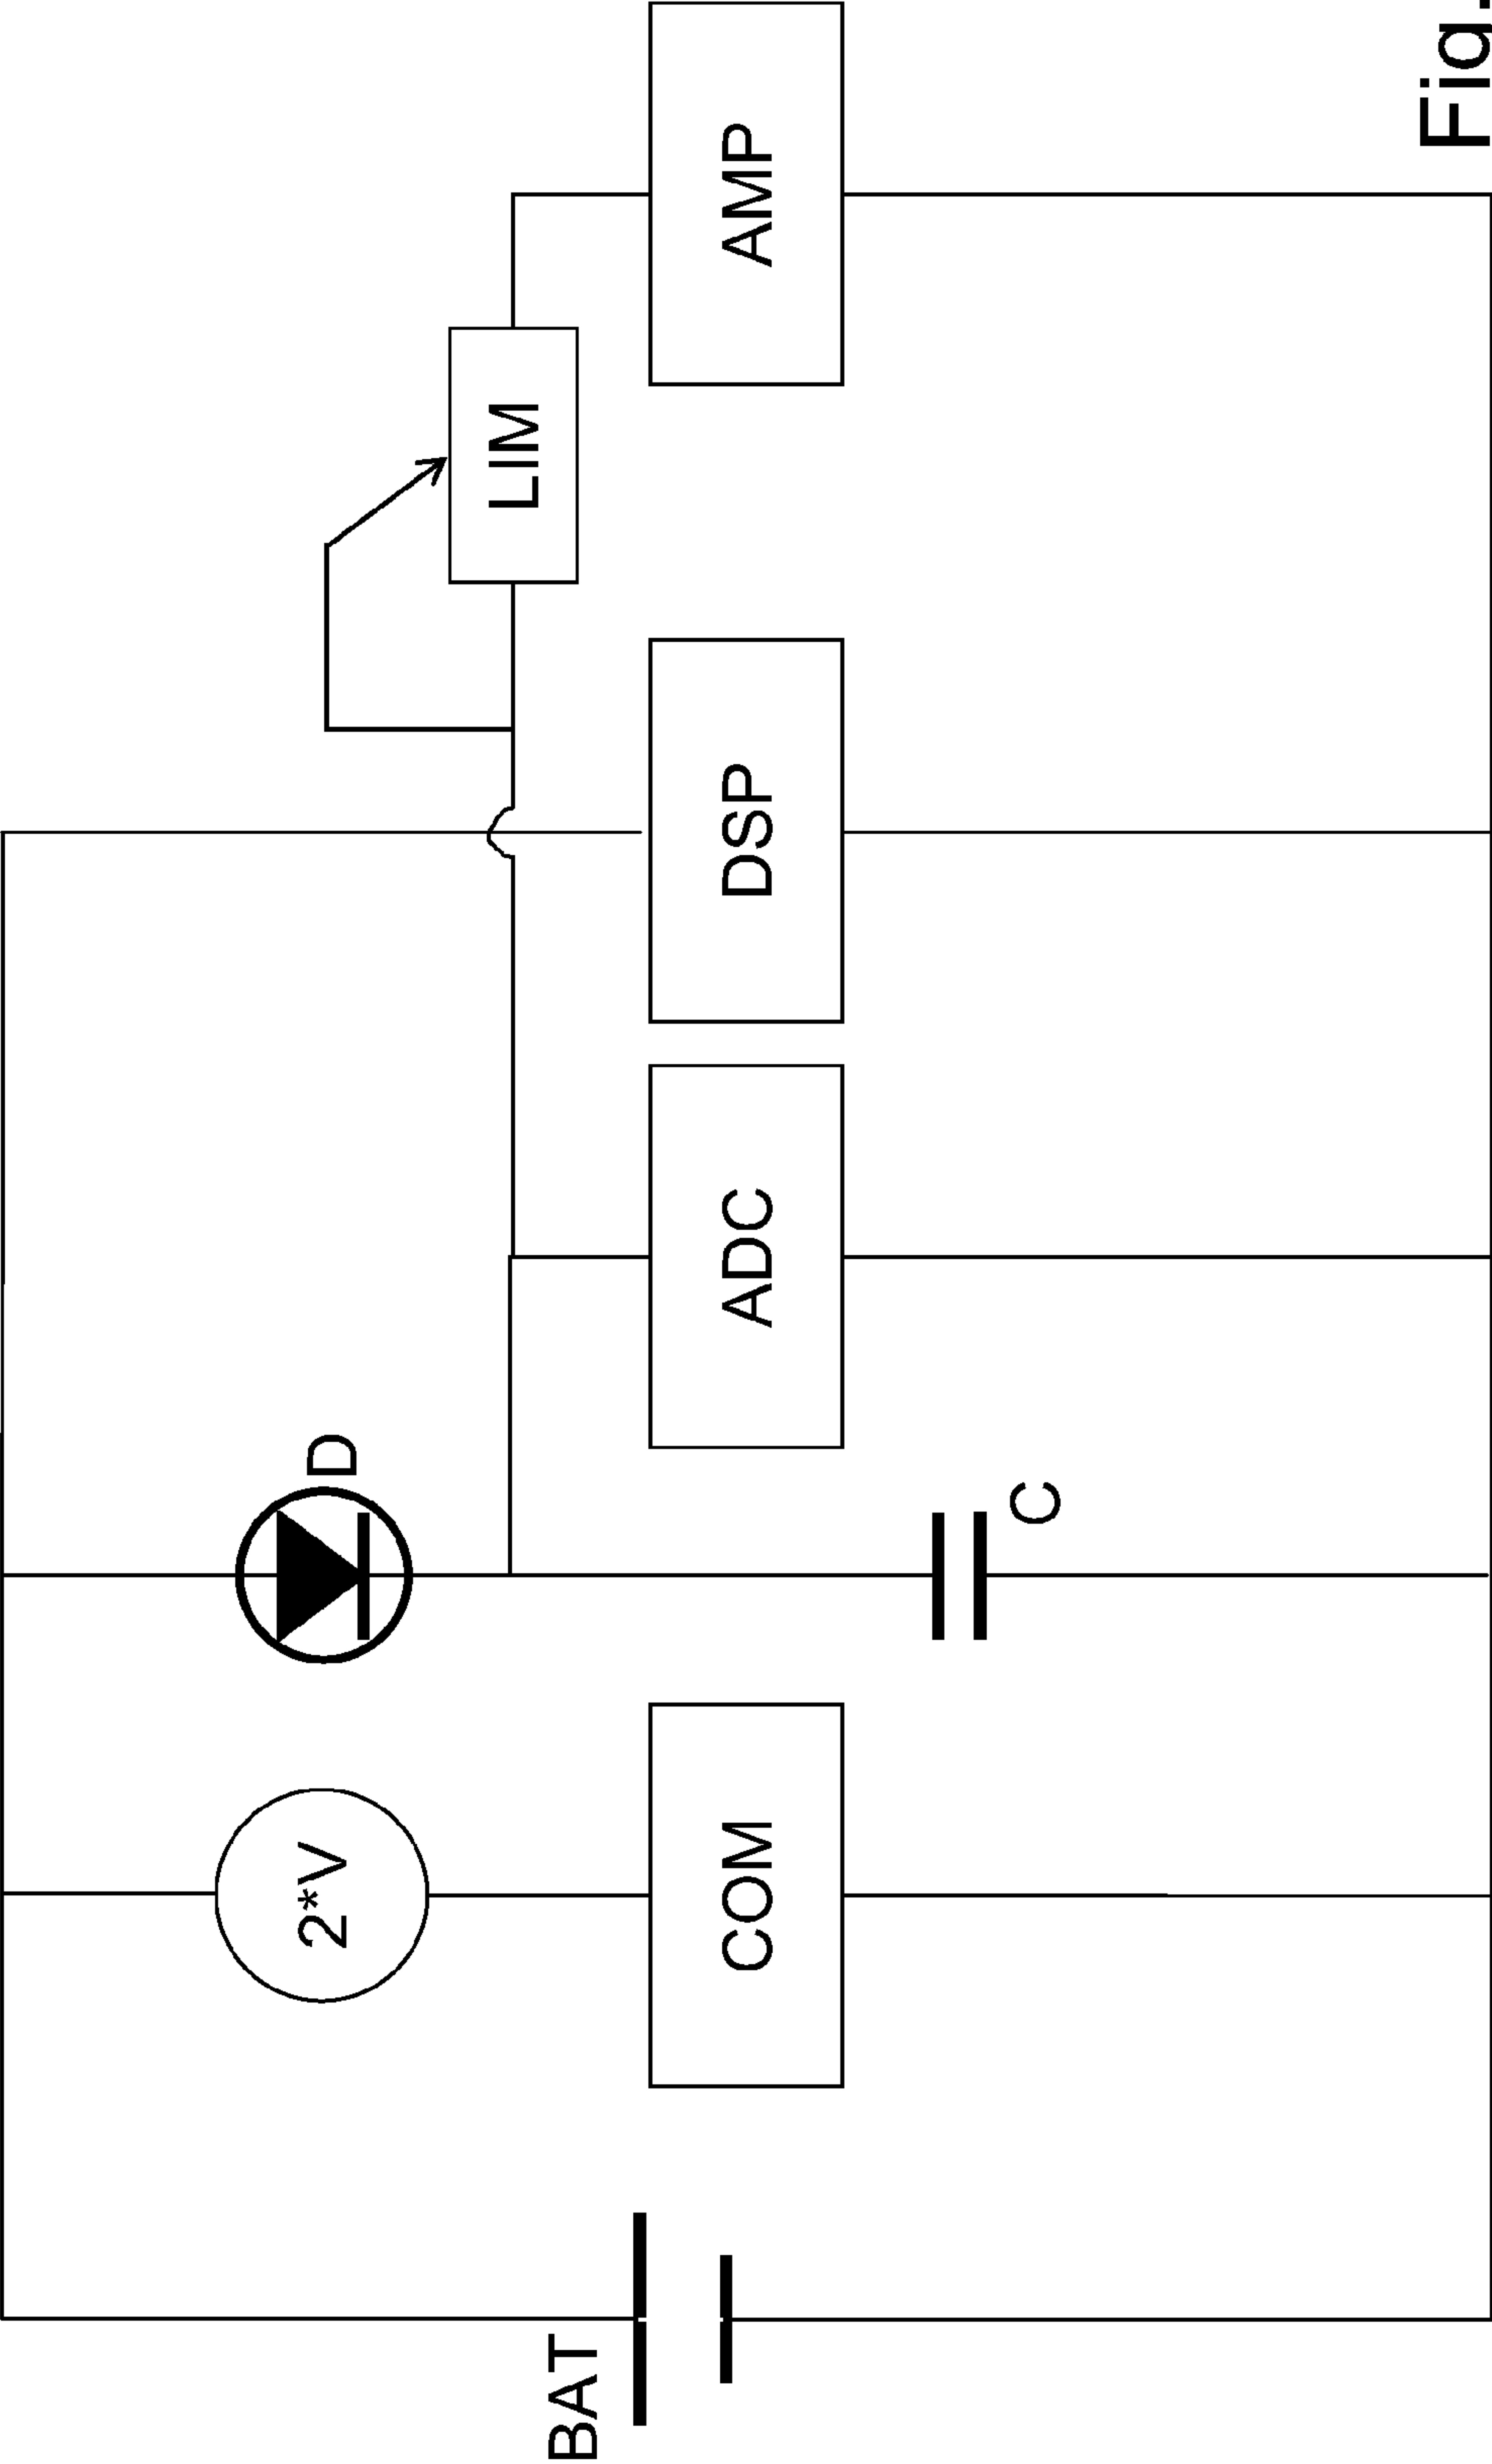 BAT
2*V
D
LIM
COM
ADC
DSP
AMP
C
Fig.